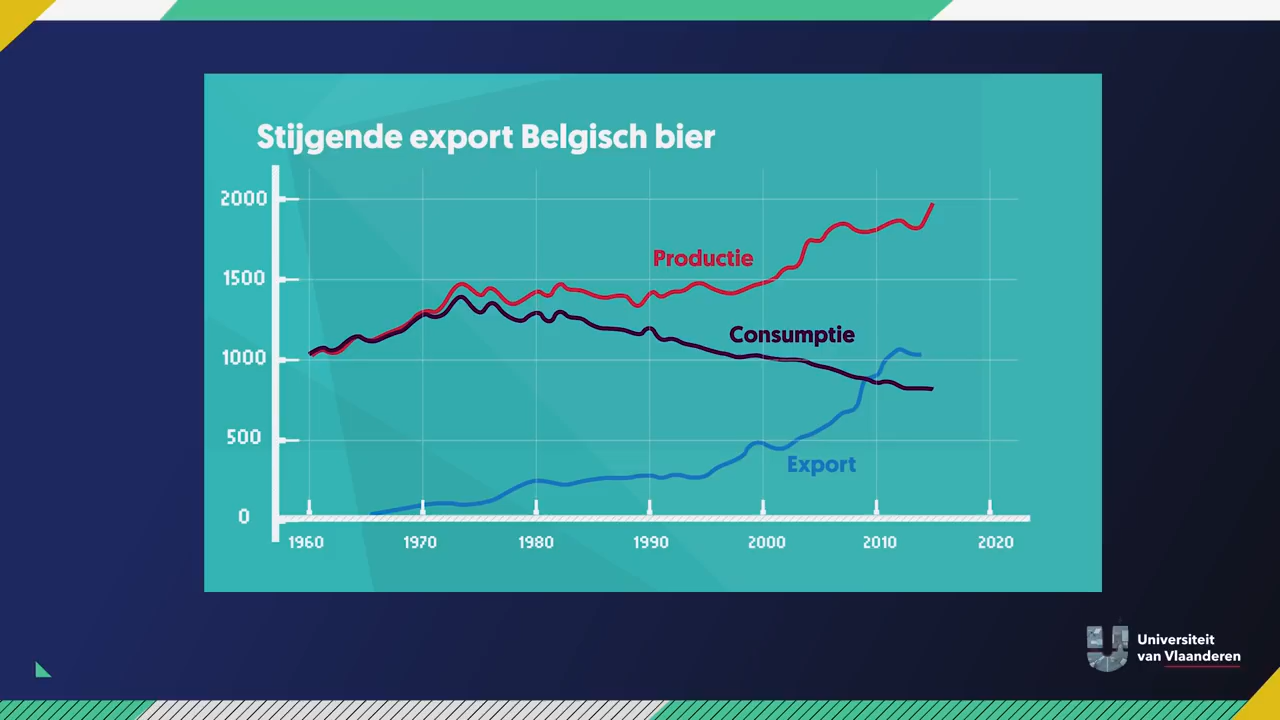 Stijgende export Belgisch bier
2000
1500
1000
500
0
Productie
Consumptie
Export
1960 1970 1980 1990 2000 2010 2020
Universiteit
van Vlaanderen